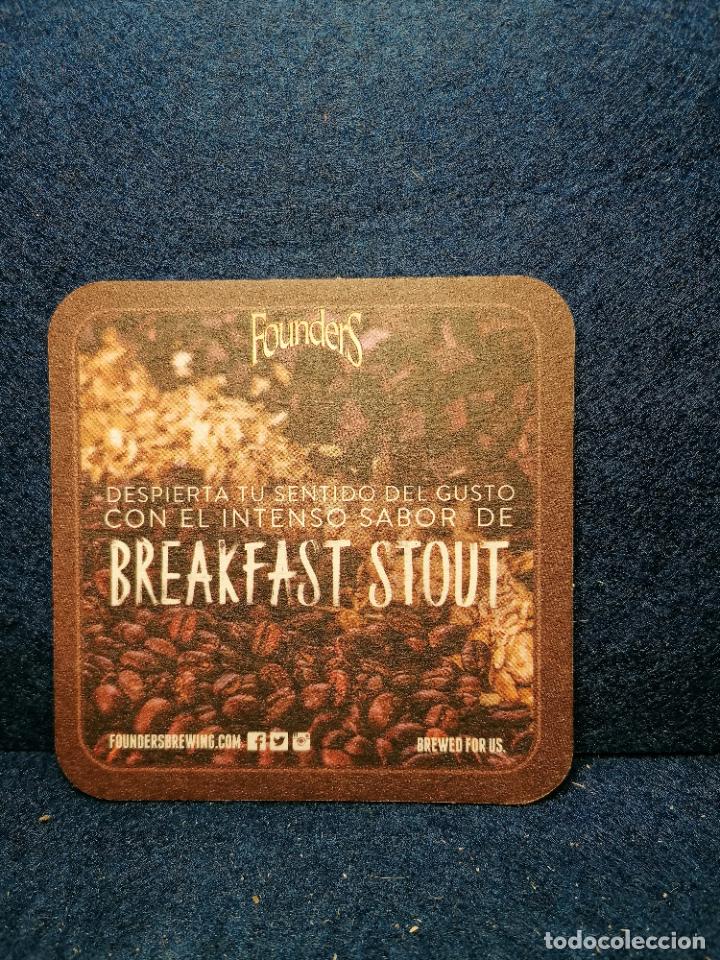 Founders
DESPIERTA TU SENTIDO DEL GUSTO
CON EL INTENSO SABOR DE
BREAKFAST STOUT
FOUNDERSBREWING.COM
BREWED FOR US.
todocoleccion